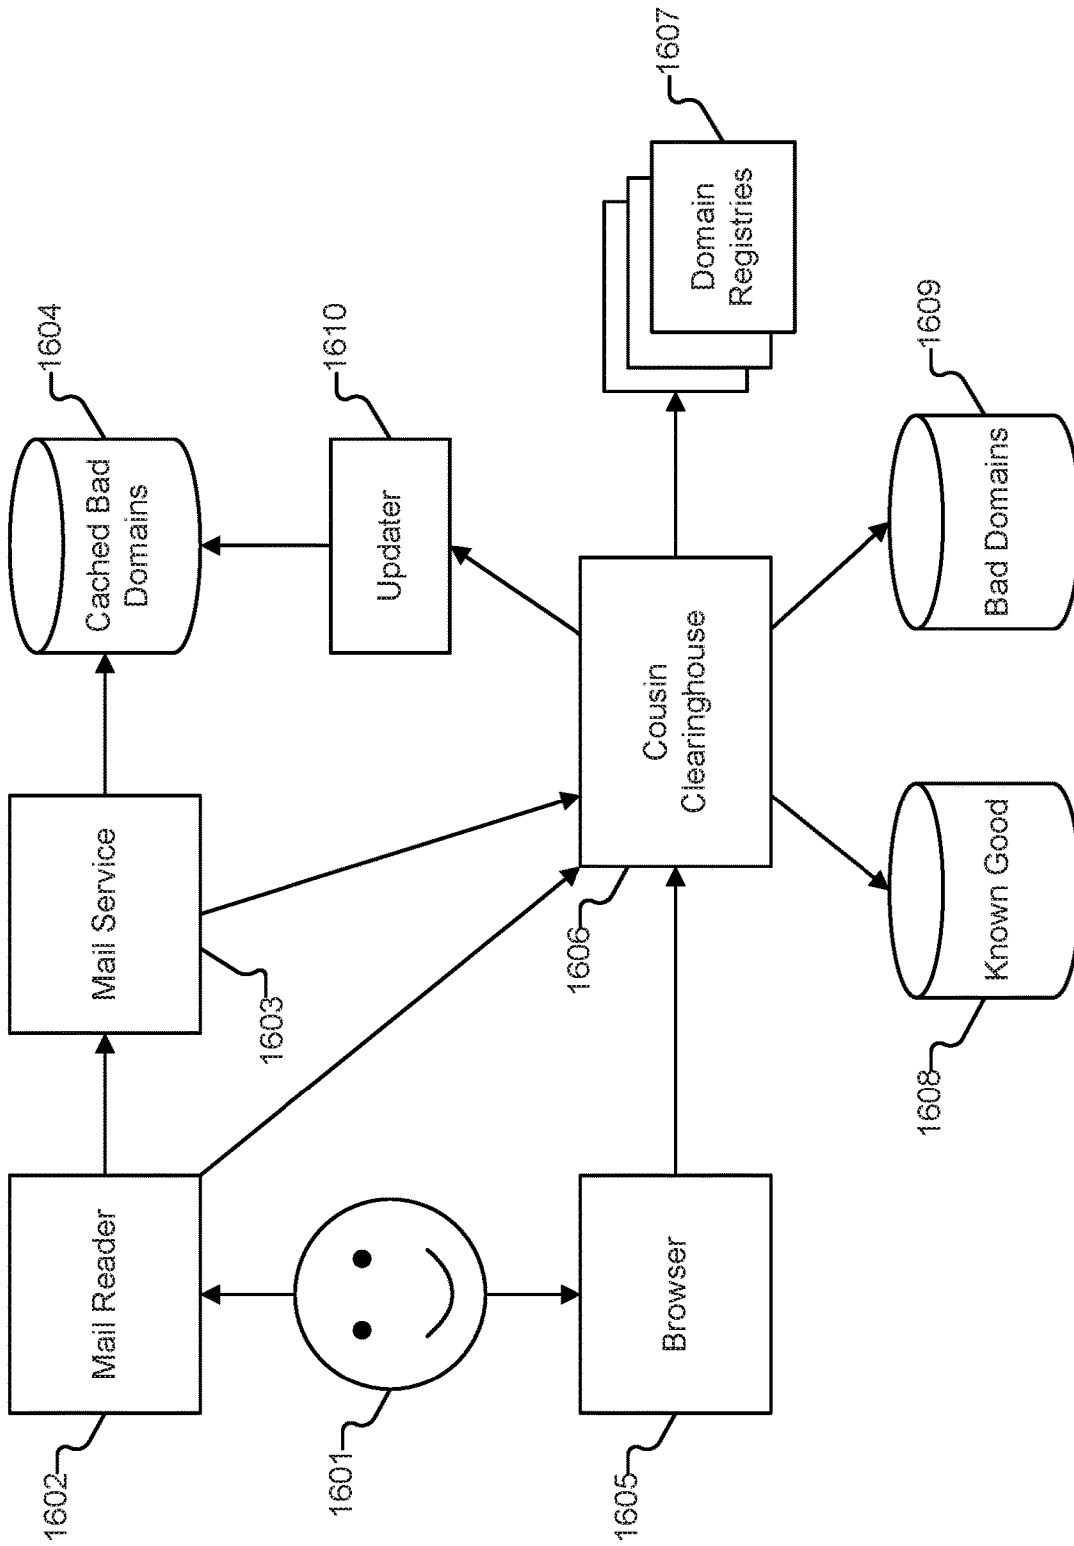 1602
Mail Reader
Mail Service
1603
Cached Bad
Domains
1604
1601
Updater
1610
1605
Browser
1606
Cousin
Clearinghouse
Domain
Registries
1607
1608
Known Good
Bad Domains
1609